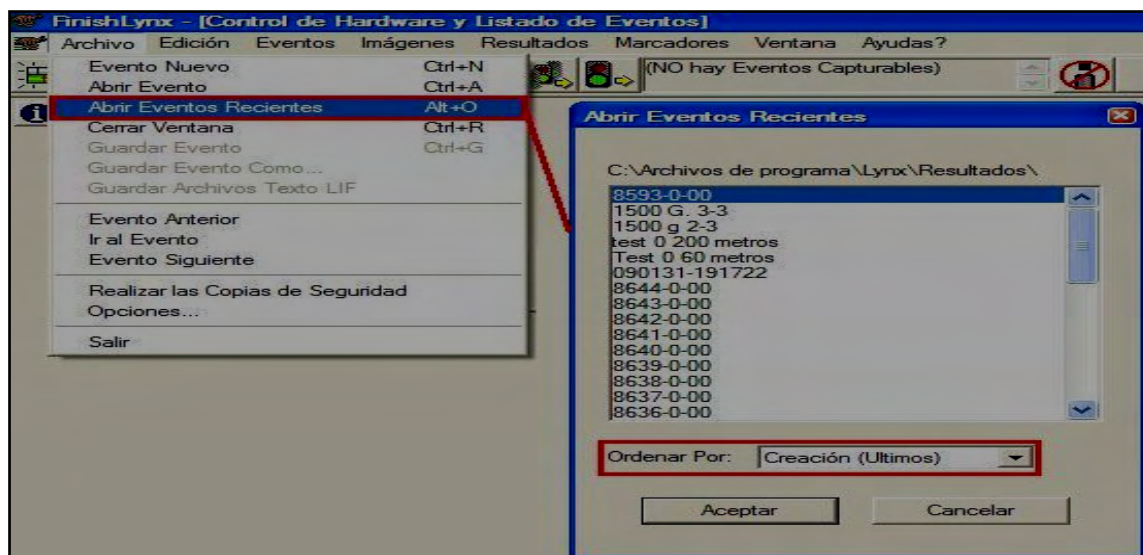 FinishLynx - [Control de Hardware y Listado de Eventos]
Archivo Edición Eventos Imágenes Resultados Marcadores Ventana Ayudas?
(NO hay Eventos Capturables)
Evento Nuevo Ctrl+N
Abrir Evento Ctrl+A
Abrir Eventos Recientes Alt+O
Cerrar Ventana Ctrl+R
Guardar Evento Ctrl+G
Guardar Evento Como...
Guardar Archivos Texto LIF
Evento Anterior
Ir al Evento
Evento Siguiente
Realizar las Copias de Seguridad
Opciones...
Salir
Abrir Eventos Recientes
C:\Archivos de programa\Lynx\Resultados\
8593-0-00
1500 G. 3-3
1500 g 2-3
test 0 200 metros
Test 0 60 metros
090131-191722
8644-0-00
8643-0-00
8642-0-00
8641-0-00
8640-0-00
8639-0-00
8638-0-00
8637-0-00
8636-0-00
Ordenar Por: Creación (Ultimos)
Aceptar Cancelar